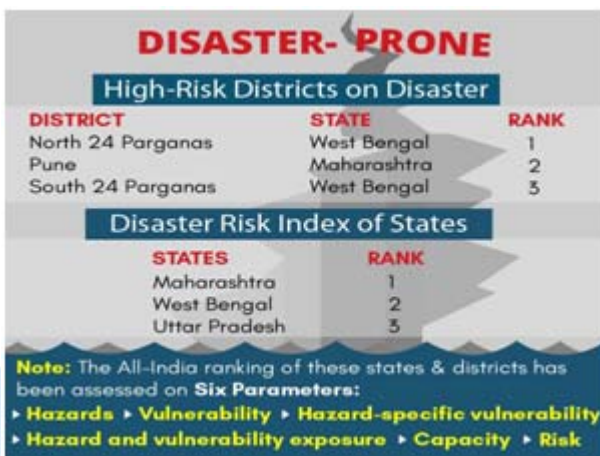 DISASTER- PRONE
High-Risk Districts on Disaster
DISTRICT STATE RANK
North 24 Parganas West Bengal 1
Pune Maharashtra 2
South 24 Parganas West Bengal 3
Disaster Risk Index of States
STATES RANK
Maharashtra 1
West Bengal 2
Uttar Pradesh 3
Note: The All-India ranking of these states & districts has
been assessed on Six Parameters:
▸ Hazards ▸ Vulnerability ▸ Hazard-specific vulnerability
▸ Hazard and vulnerability exposure ▸ Capacity ▸ Risk